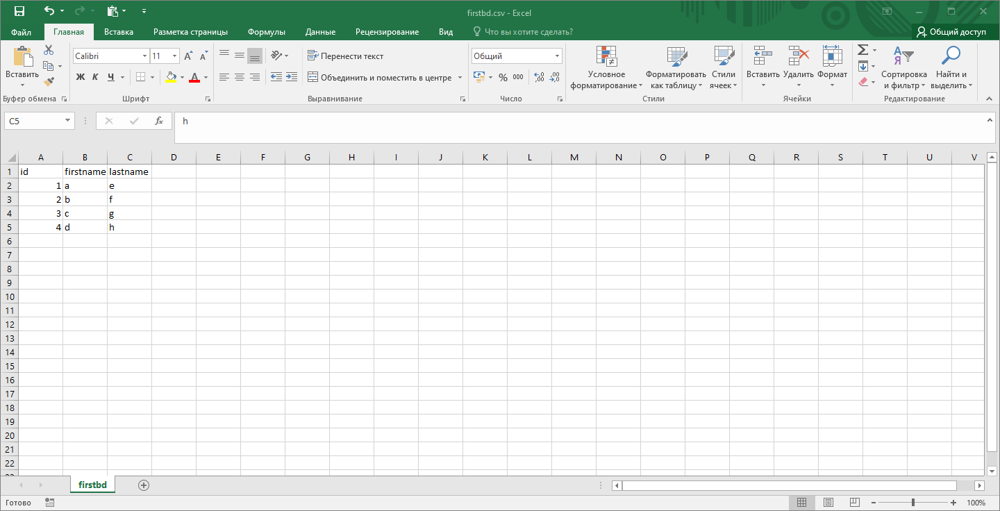 firstbd.csv - Excel
Файл Главная Вставка Разметка страницы Формулы Данные Рецензирование Вид Что вы хотите сделать? Общий доступ
Вставить
Calibri 11
Ж К Ч А
Перенести текст
Объединить и поместить в центре
Общий
% 000 ,00 ,00
Условное форматирование
Форматировать как таблицу
Стили ячеек
Вставить Удалить Формат
Сортировка и фильтр
Найти и выделить
Буфер обмена Шрифт Выравнивание Число Стили Ячейки Редактирование
C5 fx h
A B C D E F G H I J K L M N O P Q R S T U V
1 id firstname lastname
2 1 a e
3 2 b f
4 3 c g
5 4 d h
6
7
8
9
10
11
12
13
14
15
16
17
18
19
20
21
22
firstbd
Готово 100%